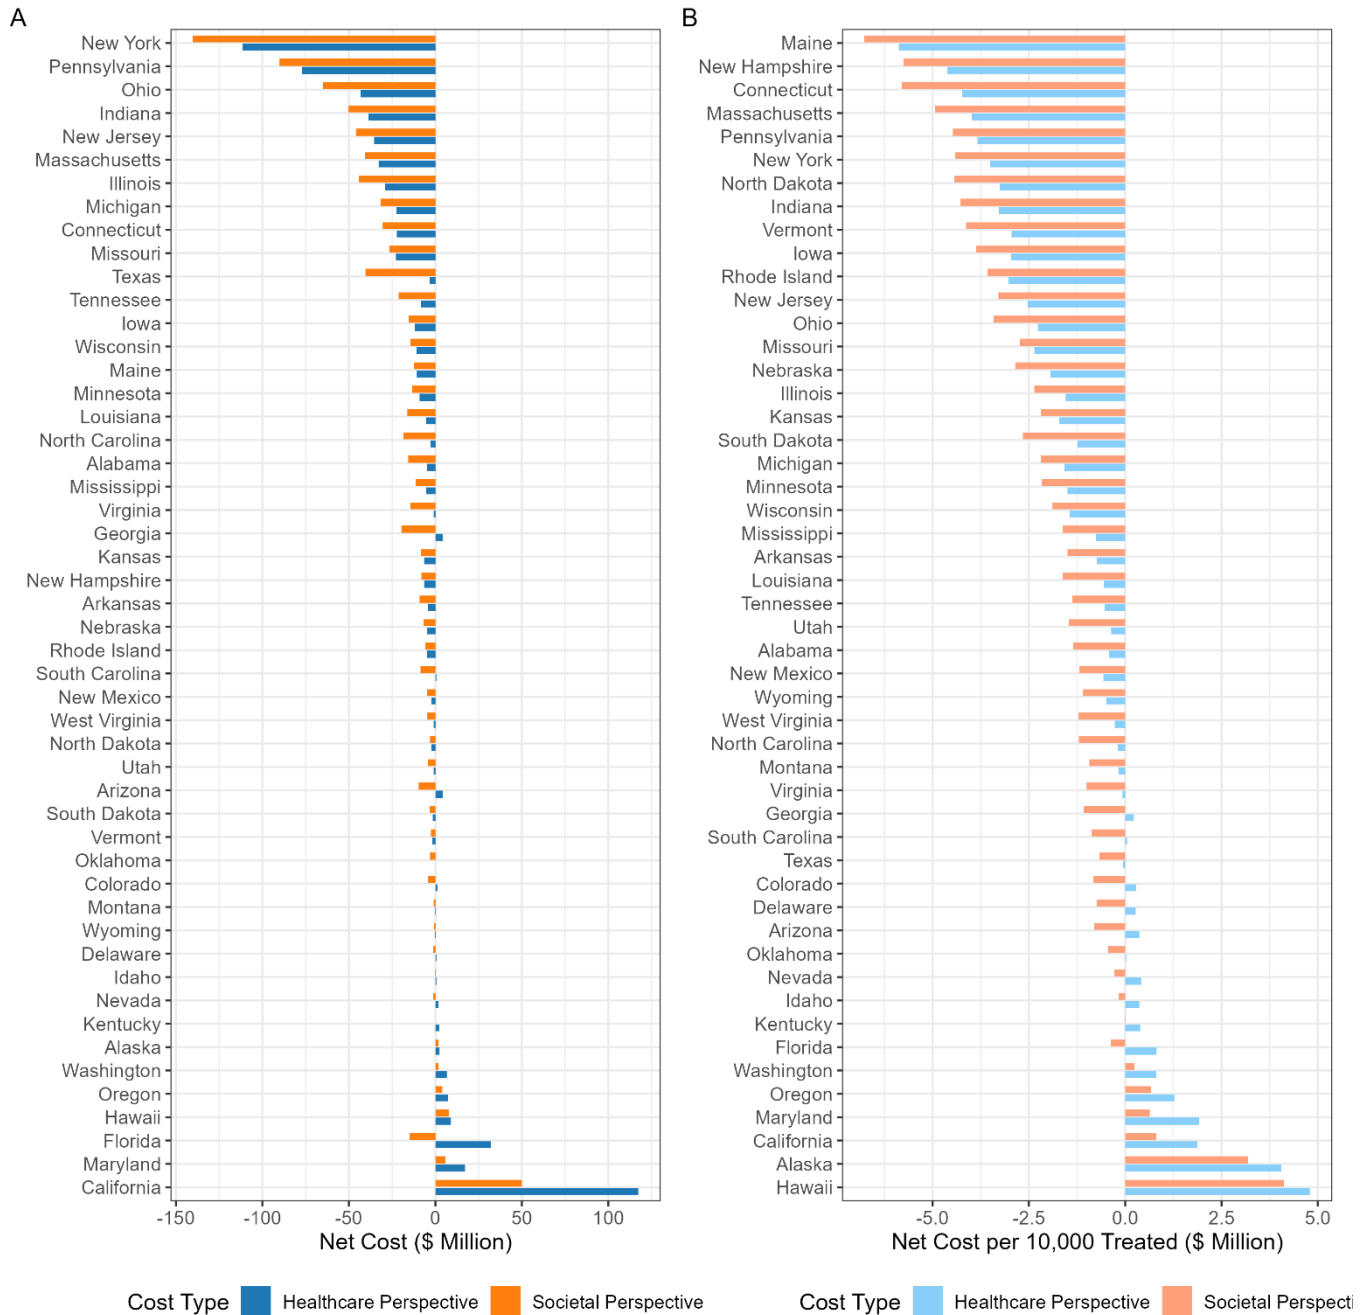 A
New York
Pennsylvania
Ohio
Indiana
New Jersey
Massachusetts
Illinois
Michigan
Connecticut
Missouri
Texas
Tennessee
Iowa
Wisconsin
Maine
Minnesota
Louisiana
North Carolina
Alabama
Mississippi
Virginia
Georgia
Kansas
New Hampshire
Arkansas
Nebraska
Rhode Island
South Carolina
New Mexico
West Virginia
North Dakota
Utah
Arizona
South Dakota
Vermont
Oklahoma
Colorado
Montana
Wyoming
Delaware
Idaho
Nevada
Kentucky
Alaska
Washington
Oregon
Hawaii
Florida
Maryland
California
-150 -100 -50 0 50 100
Net Cost ($ Million)
Cost Type Healthcare Perspective Societal Perspective
B
Maine
New Hampshire
Connecticut
Massachusetts
Pennsylvania
New York
North Dakota
Indiana
Vermont
Iowa
Rhode Island
New Jersey
Ohio
Missouri
Nebraska
Illinois
Kansas
South Dakota
Michigan
Minnesota
Wisconsin
Mississippi
Arkansas
Louisiana
Tennessee
Utah
Alabama
New Mexico
Wyoming
West Virginia
North Carolina
Montana
Virginia
Georgia
South Carolina
Texas
Colorado
Delaware
Arizona
Oklahoma
Nevada
Idaho
Kentucky
Florida
Washington
Oregon
Maryland
California
Alaska
Hawaii
-5.0 -2.5 0.0 2.5 5.0
Net Cost per 10,000 Treated ($ Million)
Cost Type Healthcare Perspective Societal Perspecti